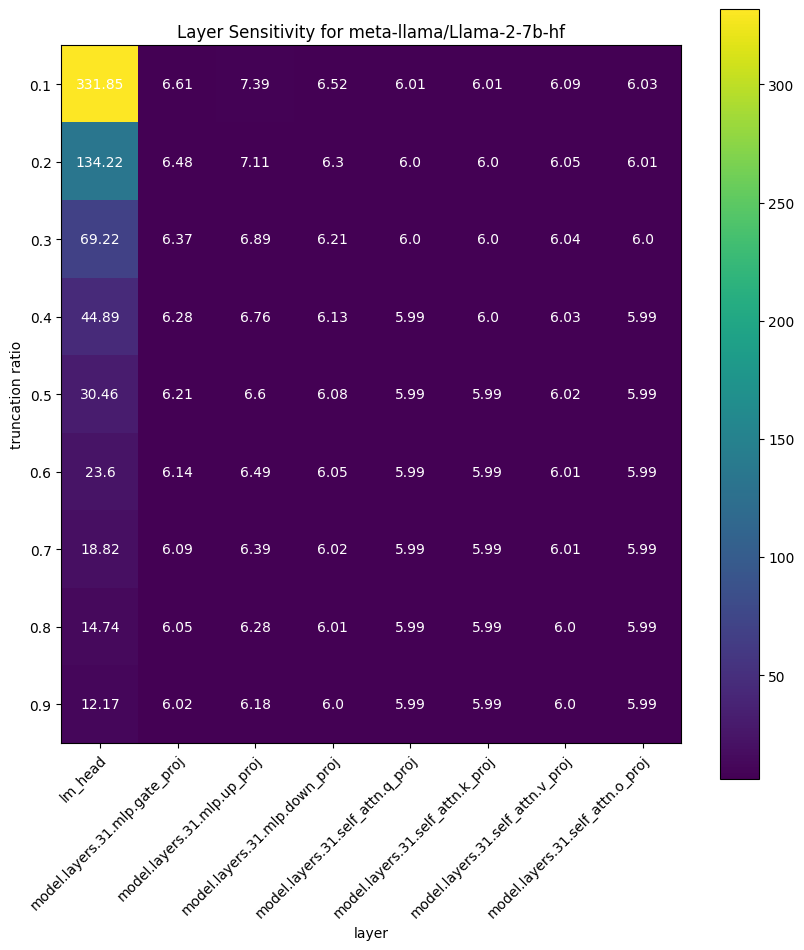 Layer Sensitivity for meta-llama/Llama-2-7b-hf
truncation ratio
0.1 331.85 6.61 7.39 6.52 6.01 6.01 6.09 6.03
0.2 134.22 6.48 7.11 6.3 6.0 6.0 6.05 6.01
0.3 69.22 6.37 6.89 6.21 6.0 6.0 6.04 6.0
0.4 44.89 6.28 6.76 6.13 5.99 6.0 6.03 5.99
0.5 30.46 6.21 6.6 6.08 5.99 5.99 6.02 5.99
0.6 23.6 6.14 6.49 6.05 5.99 5.99 6.01 5.99
0.7 18.82 6.09 6.39 6.02 5.99 5.99 6.01 5.99
0.8 14.74 6.05 6.28 6.01 5.99 5.99 6.0 5.99
0.9 12.17 6.02 6.18 6.0 5.99 5.99 6.0 5.99
lm_head
model.layers.31.mlp.gate_proj
model.layers.31.mlp.up_proj
model.layers.31.mlp.down_proj
model.layers.31.self_attn.q_proj
model.layers.31.self_attn.k_proj
model.layers.31.self_attn.v_proj
model.layers.31.self_attn.o_proj
layer
300
250
200
150
100
50